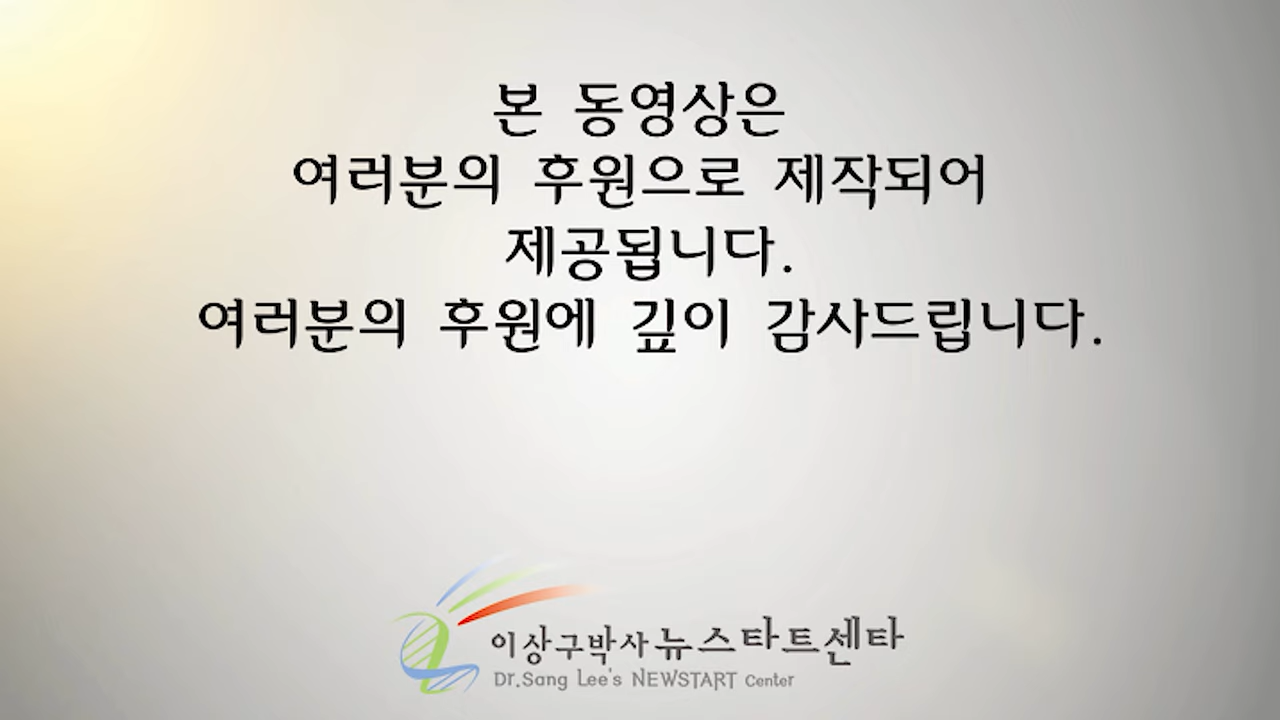 본 동영상은
여러분의 후원으로 제작되어
제공됩니다.
여러분의 후원에 깊이 감사드립니다.
이상구박사 뉴스타트센타
Dr.Sang Lee's NEWSTART Center